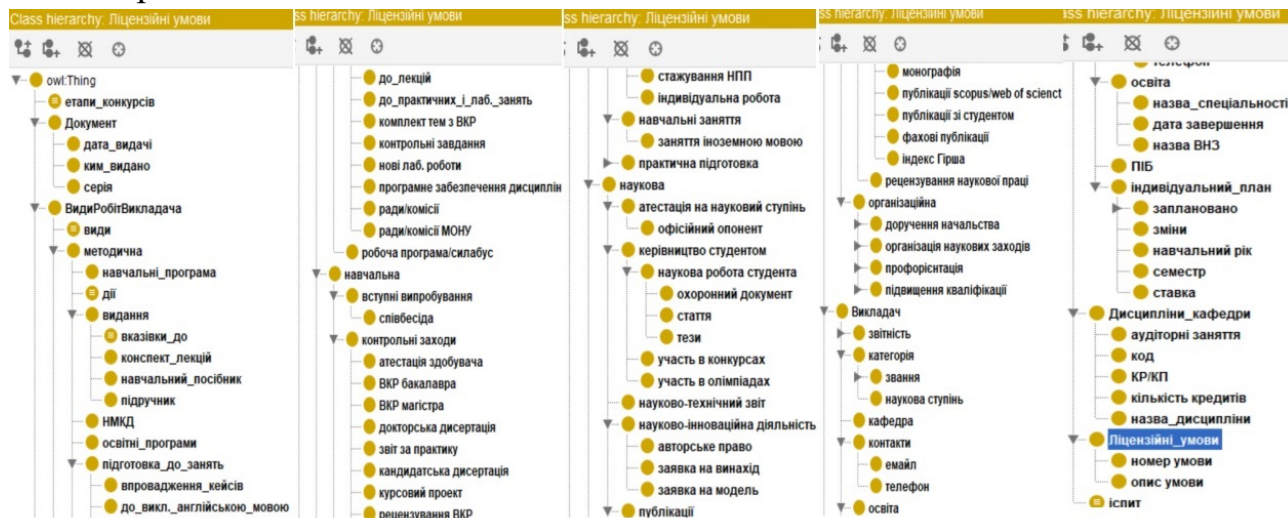 Class hierarchy: Ліцензійні умови
owl:Thing
етапи_конкурсів
Документ
дата_видачі
ким_видано
серія
ВидиРобітВикладача
види
методична
навчальні_програма
дії
видання
вказівки_до
конспект_лекцій
навчальний_посібник
підручник
НМКД
освітні_програми
підготовка_до_занять
впровадження_кейсів
до_викл._англійською_мовою
ss hierarchy: Ліцензійні умови
до_лекцій
до_практичних_і_лаб._занять
комплект тем з ВКР
контрольні завдання
нові лаб. роботи
програмне забезпечення дисциплін
ради/комісії
ради/комісії МОНУ
робоча програма/силабус
навчальна
вступні випробування
співбесіда
контрольні заходи
атестація здобувача
ВКР бакалавра
ВКР магістра
докторська дисертація
звіт за практику
кандидатська дисертація
курсовий проект
рецензування ВКР
ass hierarchy: Ліцензійні умови
стажування НПП
індивідуальна робота
навчальні заняття
заняття іноземною мовою
практична підготовка
наукова
атестація на науковий ступінь
офіційний опонент
керівництво студентом
наукова робота студента
охоронний документ
стаття
тези
участь в конкурсах
участь в олімпіадах
науково-технічний звіт
науково-інноваційна діяльність
авторське право
заявка на винахід
заявка на модель
публікації
ss hierarchy: Ліцензійні умови
монографія
публікації scopus/web of scienct
публікації зі студентом
фахові публікації
індекс Гірша
рецензування наукової праці
організаційна
доручення начальства
організація наукових заходів
профорієнтація
підвищення кваліфікації
Викладач
звітність
категорія
звання
наукова ступінь
кафедра
контакти
емайл
телефон
освіта
ass hierarchy: Ліцензійні умови
телефон
освіта
назва_спеціальності
дата завершення
назва ВНЗ
ПІБ
індивідуальний_план
заплановано
зміни
навчальний рік
семестр
ставка
Дисципліни_кафедри
аудіторні заняття
код
КР/КП
кількість кредитів
назва_дисципліни
Ліцензійні_умови
номер умови
опис умови
іспит